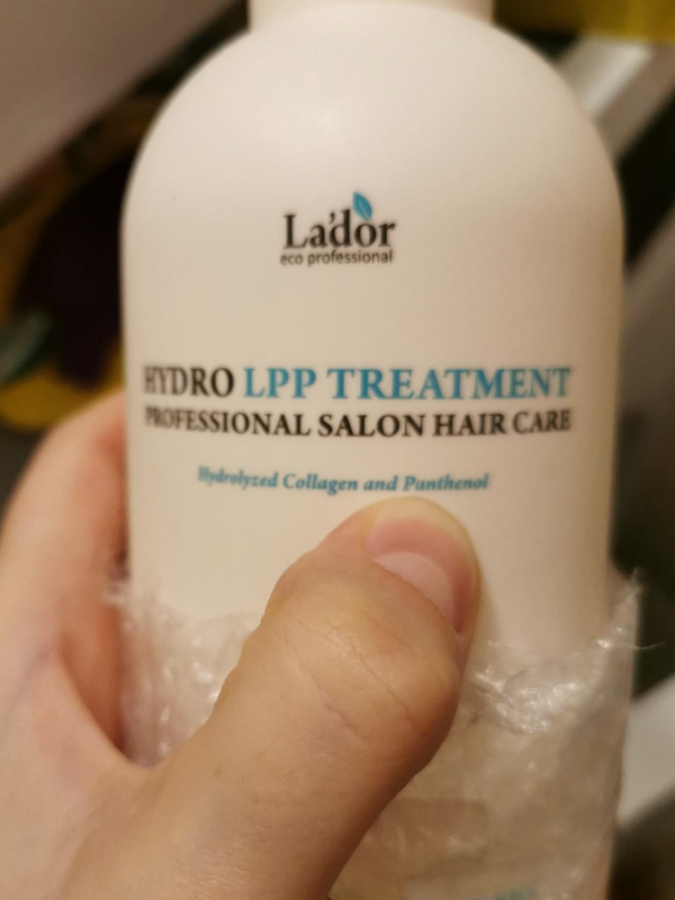 La'dor
eco professional
HYDRO LPP TREATMENT
PROFESSIONAL SALON HAIR CARE
Hydrolyzed Collagen and Panthenol